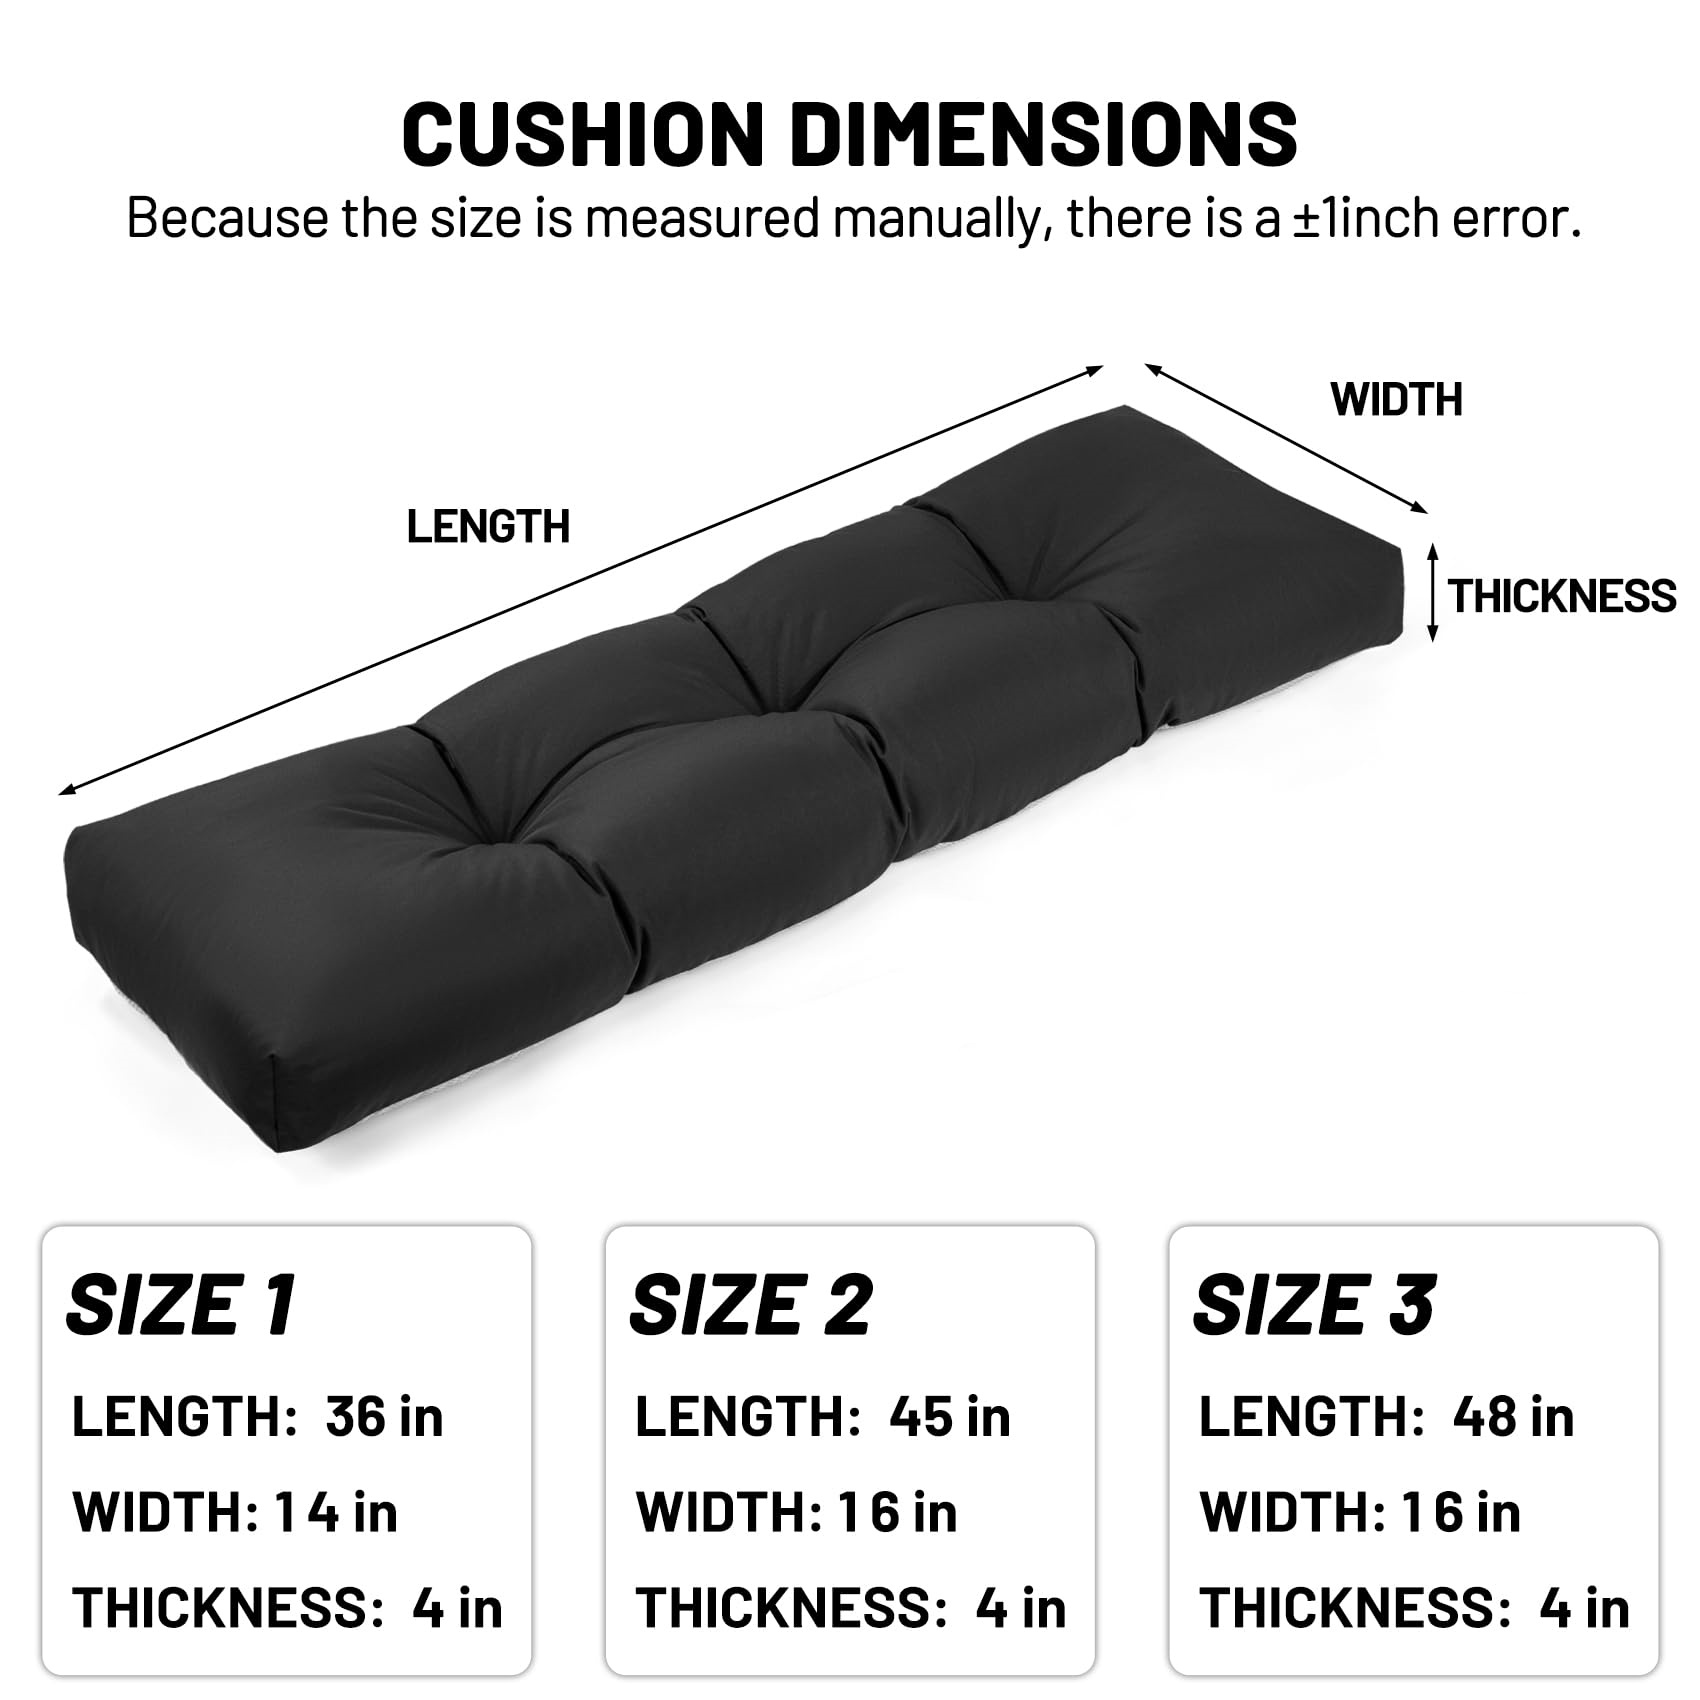 CUSHION DIMENSIONS
Because the size is measured manually, there is a ±1inch error.
WIDTH
LENGTH
THICKNESS
SIZE 1
LENGTH: 36 in
WIDTH: 14 in
THICKNESS: 4 in
SIZE 2
LENGTH: 45 in
WIDTH: 16 in
THICKNESS: 4 in
SIZE 3
LENGTH: 48 in
WIDTH: 16 in
THICKNESS: 4 in